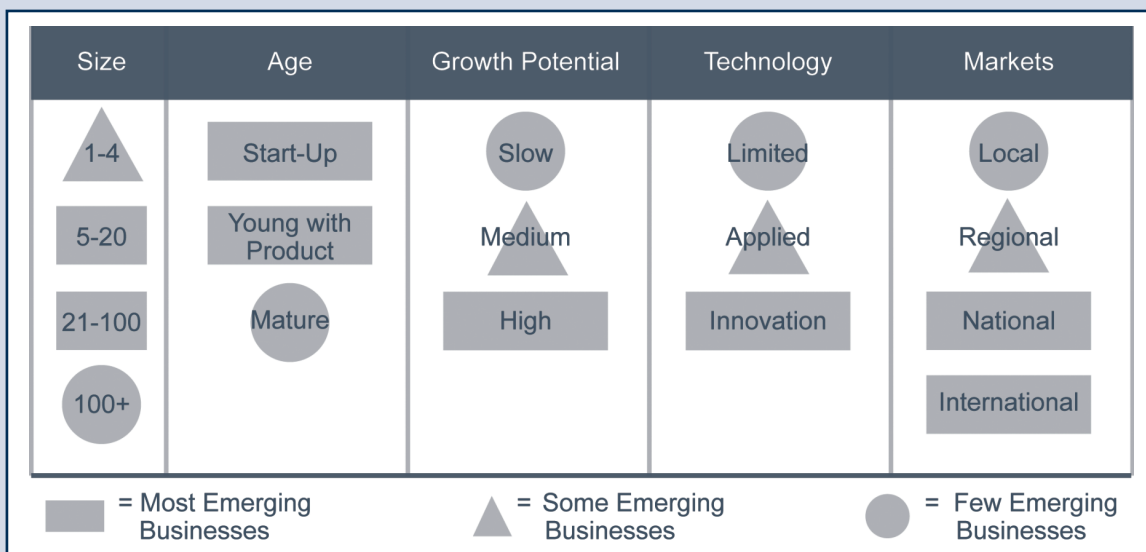 Size Age Growth Potential Technology Markets
1-4 Start-Up Slow Limited Local
5-20 Young with Product Medium Applied Regional
21-100 Mature High Innovation National
100+ International
= Most Emerging Businesses = Some Emerging Businesses = Few Emerging Businesses